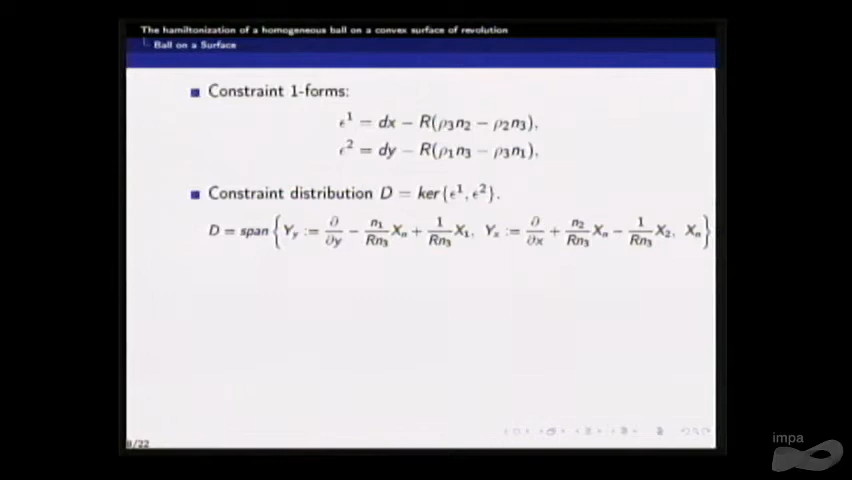 The hamiltonization of a homogeneous ball on a convex surface of revolution
Ball on a Surface
Constraint 1-forms:
ϵ¹ = dx − R(ρ₃n₂ − ρ₂n₃),
ϵ² = dy − R(ρ₁n₃ − ρ₃n₁),
Constraint distribution D = ker{ϵ¹, ϵ²}.
D = span { Y_y := ∂/∂y − n₁/Rn₃ X_n + 1/Rn₃ X₁, Y_x := ∂/∂x + n₂/Rn₃ X_n − 1/Rn₃ X₂, X_n }
/22
impa